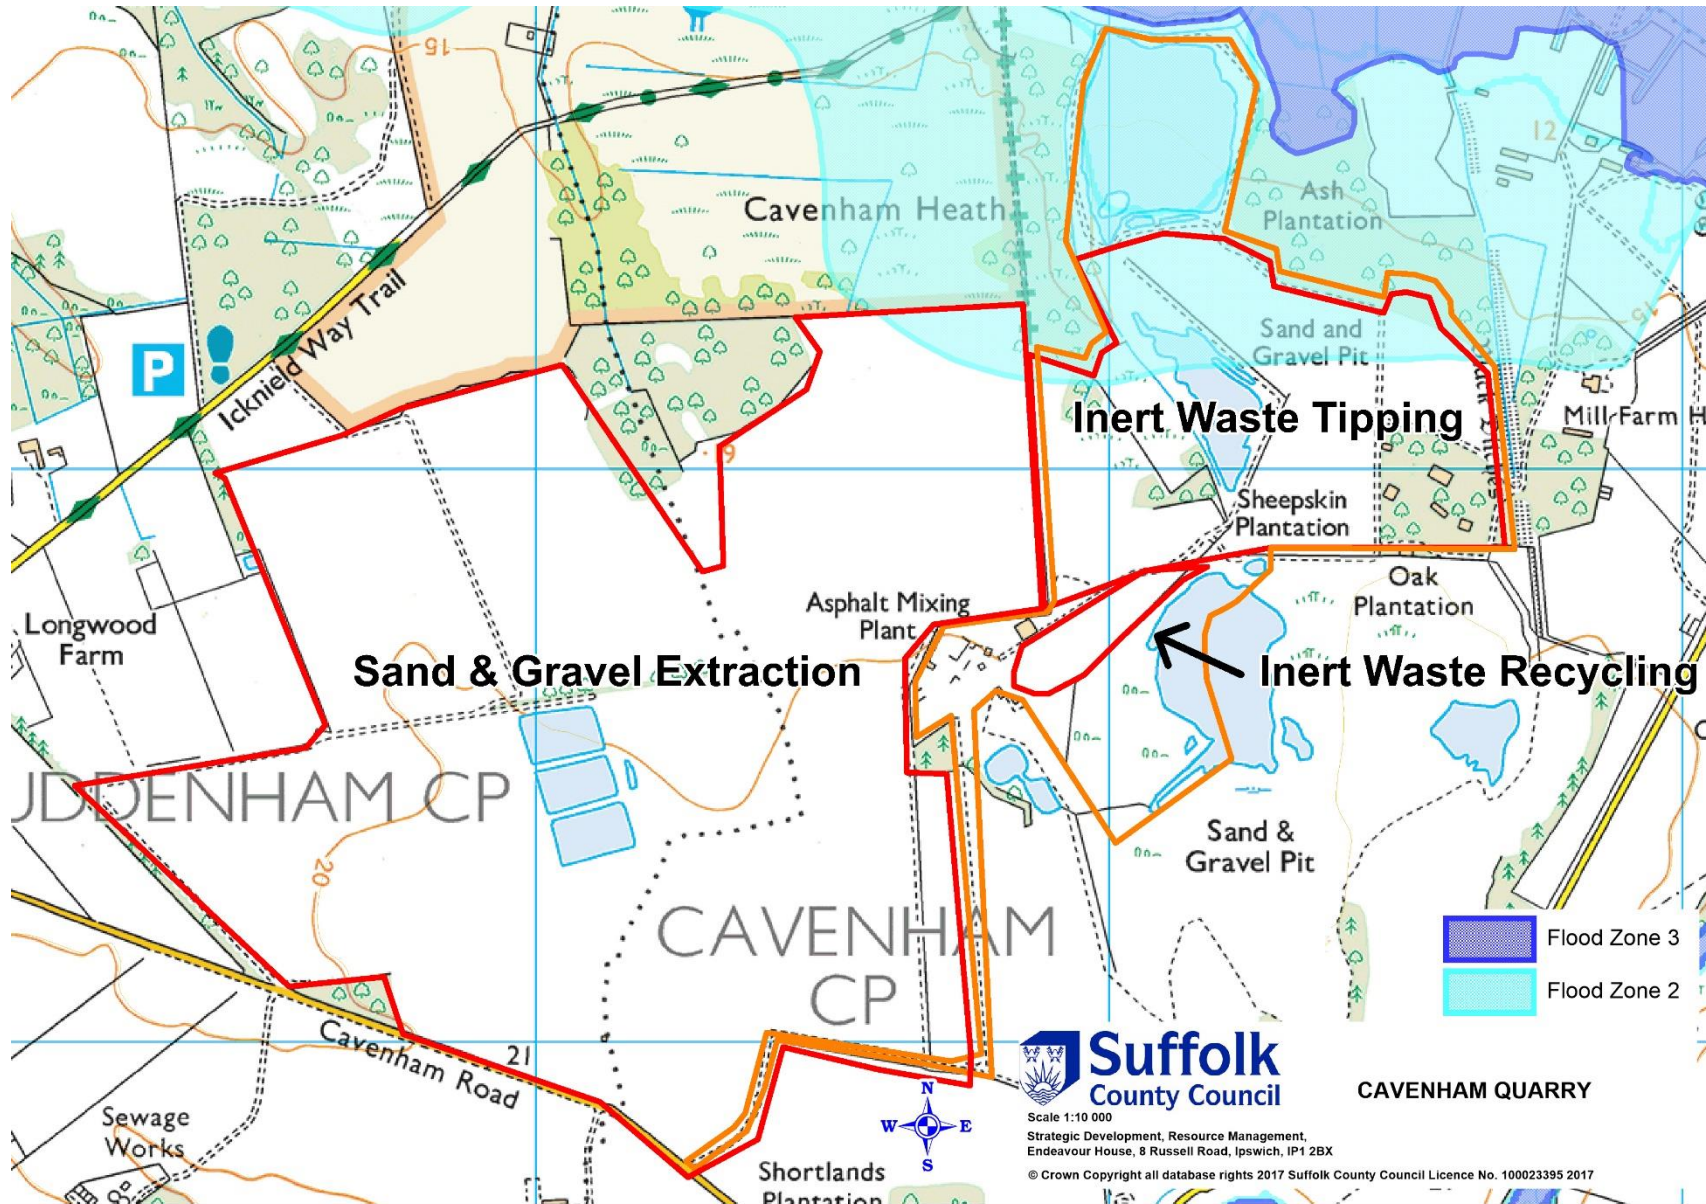 15
12
Cavenham Heath
Ash
Plantation
15
Icknield Way Trail
P
Sand and
Gravel Pit
Inert Waste Tipping
Mill Farm H
19
Sheepskin
Plantation
Oak
Plantation
Longwood
Farm
Asphalt Mixing
Plant
Sand & Gravel Extraction
Inert Waste Recycling
UDDENHAM CP
Sand &
Gravel Pit
20
CAVENHAM
CP
Flood Zone 3
Flood Zone 2
Cavenham Road
21
Sewage
Works
Shortlands
Plantation
N
W E
S
Suffolk
County Council
CAVENHAM QUARRY
Scale 1:10 000
Strategic Development, Resource Management,
Endeavour House, 8 Russell Road, Ipswich, IP1 2BX
© Crown Copyright all database rights 2017 Suffolk County Council Licence No. 100023395 2017